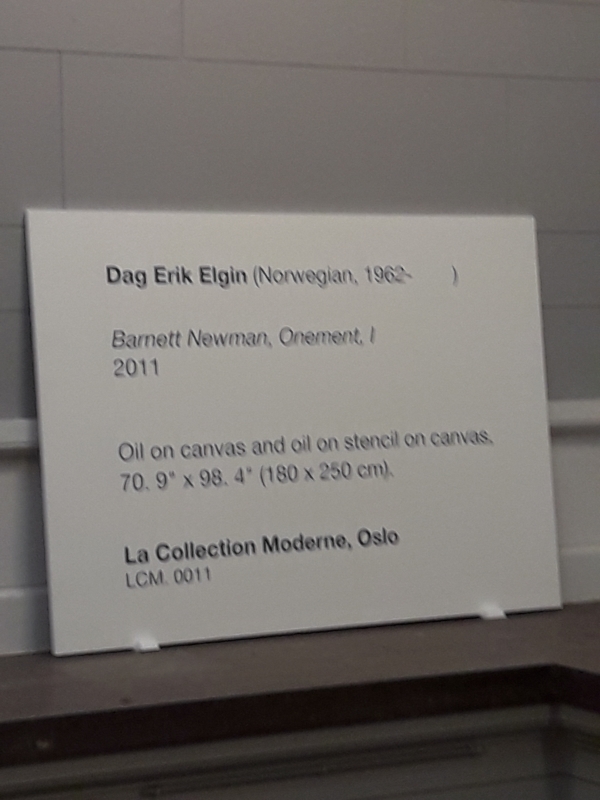 Dag Erik Elgin (Norwegian, 1962-      )
Barnett Newman, Onement, I
2011
Oil on canvas and oil on stencil on canvas,
70. 9" x 98. 4" (180 x 250 cm).
La Collection Moderne, Oslo
LCM. 0011